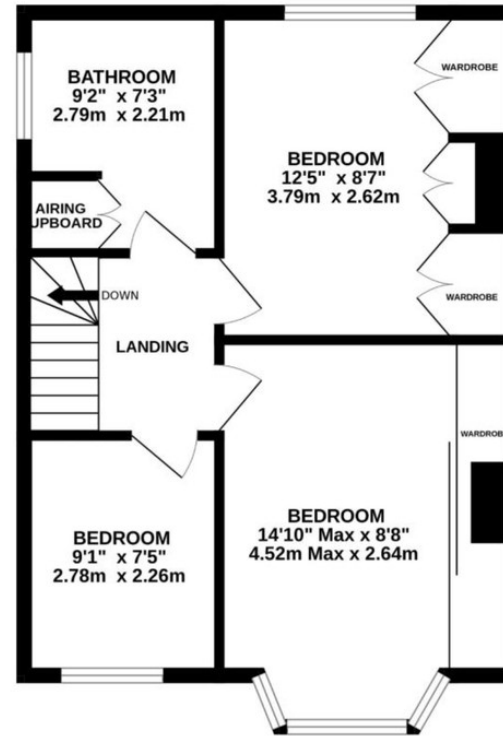 BATHROOM
9'2" x 7'3"
2.79m x 2.21m
WARDROBE
BEDROOM
12'5" x 8'7"
3.79m x 2.62m
AIRING
UPBOARD
DOWN
WARDROBE
LANDING
WARDROB
BEDROOM
14'10" Max x 8'8"
4.52m Max x 2.64m
BEDROOM
9'1" x 7'5"
2.78m x 2.26m